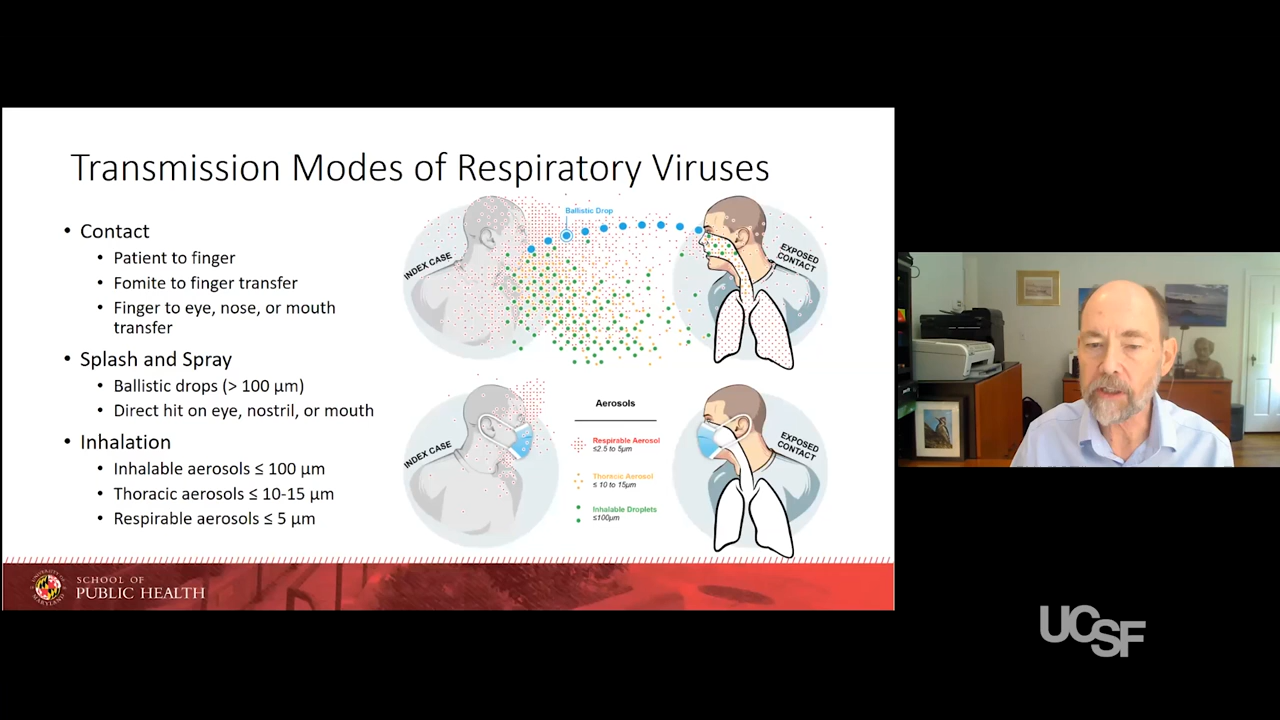 Transmission Modes of Respiratory Viruses
• Contact
• Patient to finger
• Fomite to finger transfer
• Finger to eye, nose, or mouth
transfer
• Splash and Spray
• Ballistic drops (> 100 µm)
• Direct hit on eye, nostril, or mouth
• Inhalation
• Inhalable aerosols ≤ 100 µm
• Thoracic aerosols ≤ 10-15 µm
• Respirable aerosols ≤ 5 µm
Ballistic Drop
INDEX CASE
EXPOSED
CONTACT
INDEX CASE
Aerosols
Respirable Aerosol
≤2.5 to 5µm
Thoracic Aerosol
≤ 10 to 15µm
Inhalable Droplets
≤100µm
EXPOSED
CONTACT
UNIVERSITY OF
MARYLAND
SCHOOL OF
PUBLIC HEALTH
UCSF